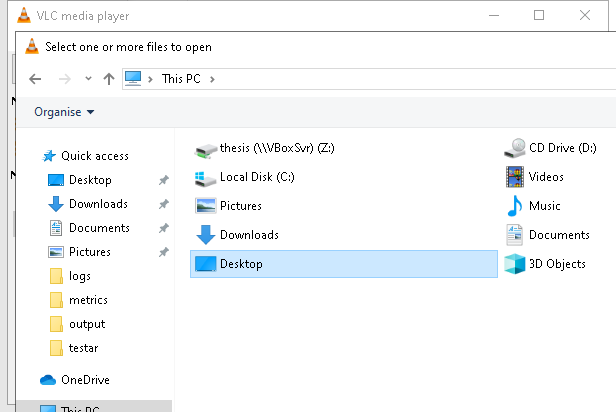 VLC media player
Select one or more files to open
This PC
Organise
Quick access
Desktop
Downloads
Documents
Pictures
logs
metrics
output
testar
OneDrive
This PC
thesis (\\VBoxSvr) (Z:)
CD Drive (D:)
Local Disk (C:)
Videos
Pictures
Music
Downloads
Documents
Desktop
3D Objects